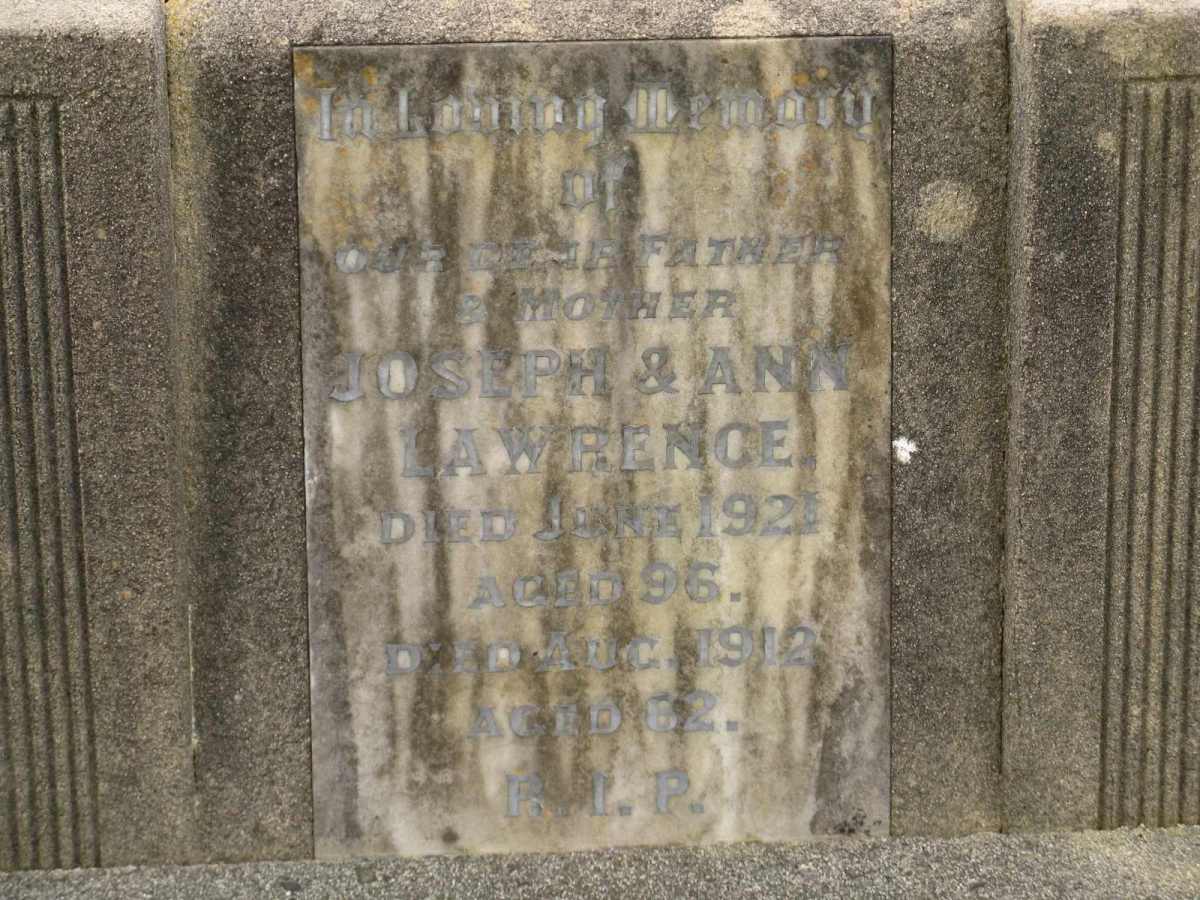 In Loving Memory
of
OUR DEAR FATHER
& MOTHER
JOSEPH & ANN
LAWRENCE.
DIED JUNE 1921
AGED 96.
DIED AUG. 1912
AGED 62.
R. I. P.